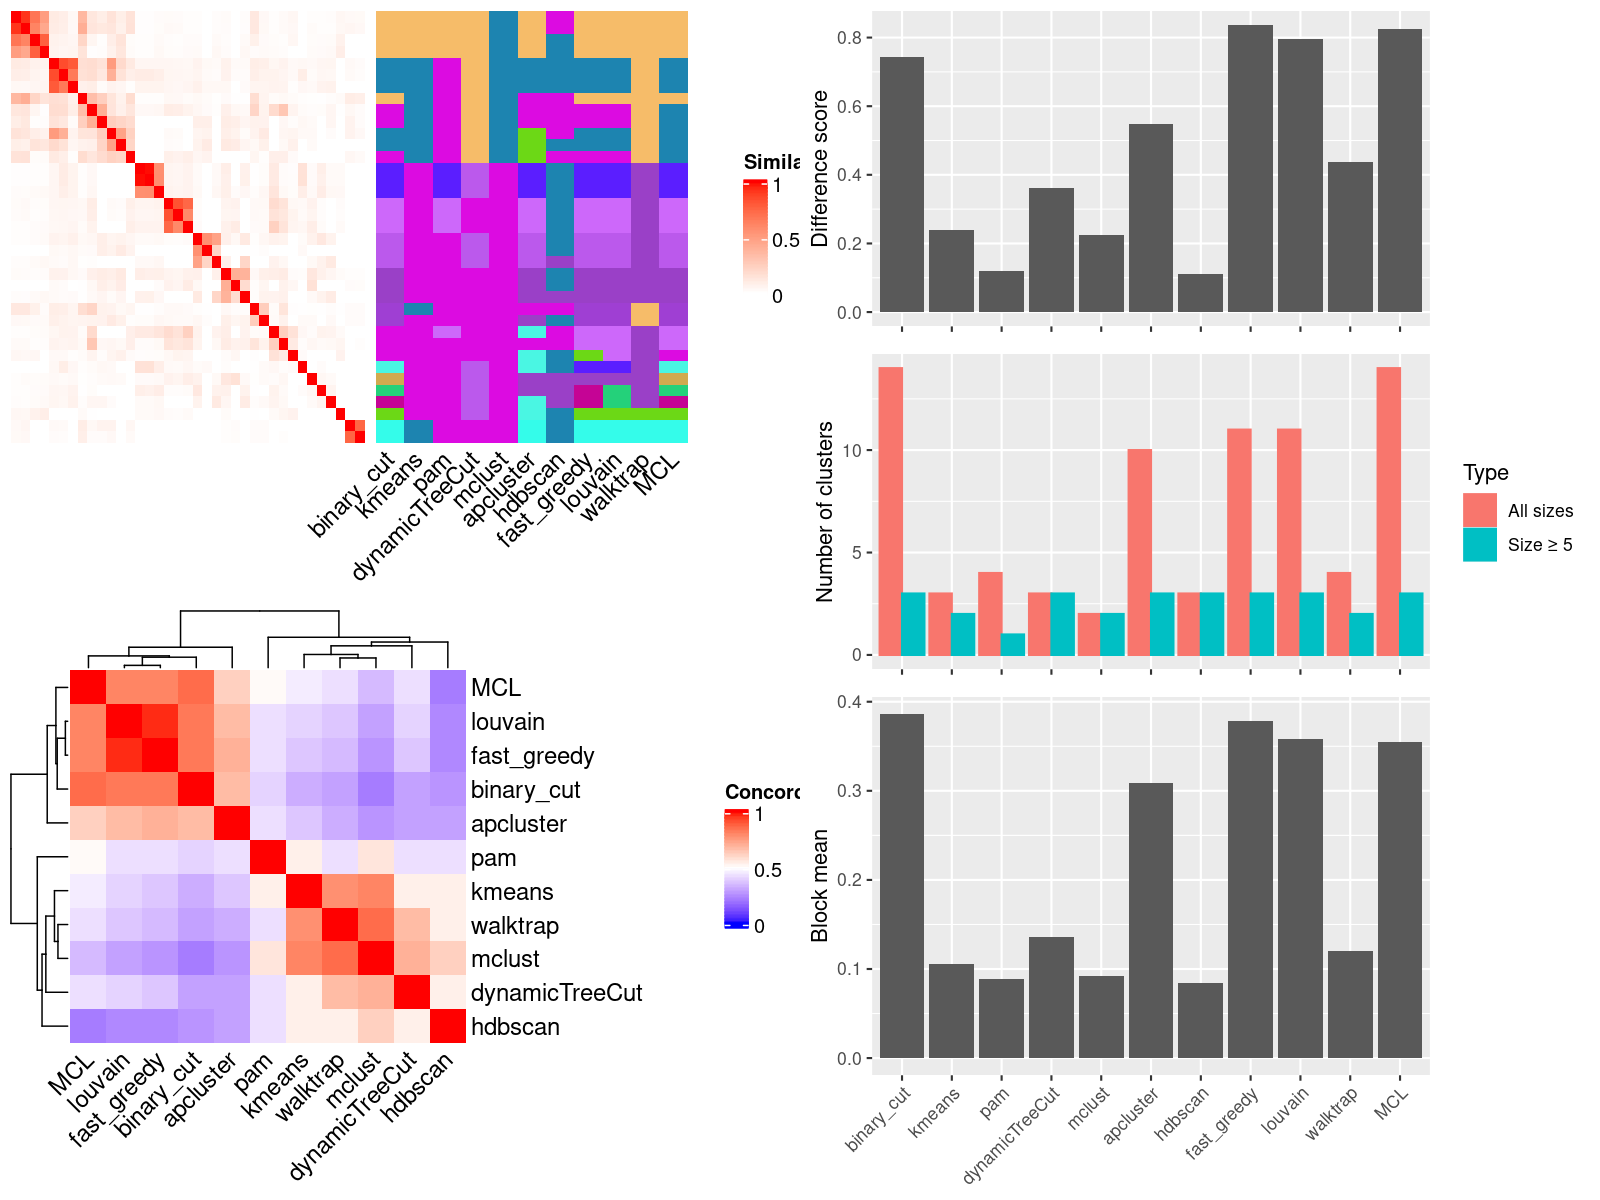 Simila
1
0.5
0
binary_cut
kmeans
pam
dynamicTreeCut
mclust
apcluster
hdbscan
fast_greedy
louvain
walktrap
MCL
MCL
louvain
fast_greedy
binary_cut
apcluster
pam
kmeans
walktrap
mclust
dynamicTreeCut
hdbscan
MCL
louvain
fast_greedy
binary_cut
apcluster
pam
kmeans
walktrap
mclust
dynamicTreeCut
hdbscan
Concord
1
0.5
0
Difference score
0.8
0.6
0.4
0.2
0.0
Number of clusters
10
5
0
Type
All sizes
Size ≥ 5
Block mean
0.4
0.3
0.2
0.1
0.0
binary_cut
kmeans
pam
dynamicTreeCut
mclust
apcluster
hdbscan
fast_greedy
louvain
walktrap
MCL